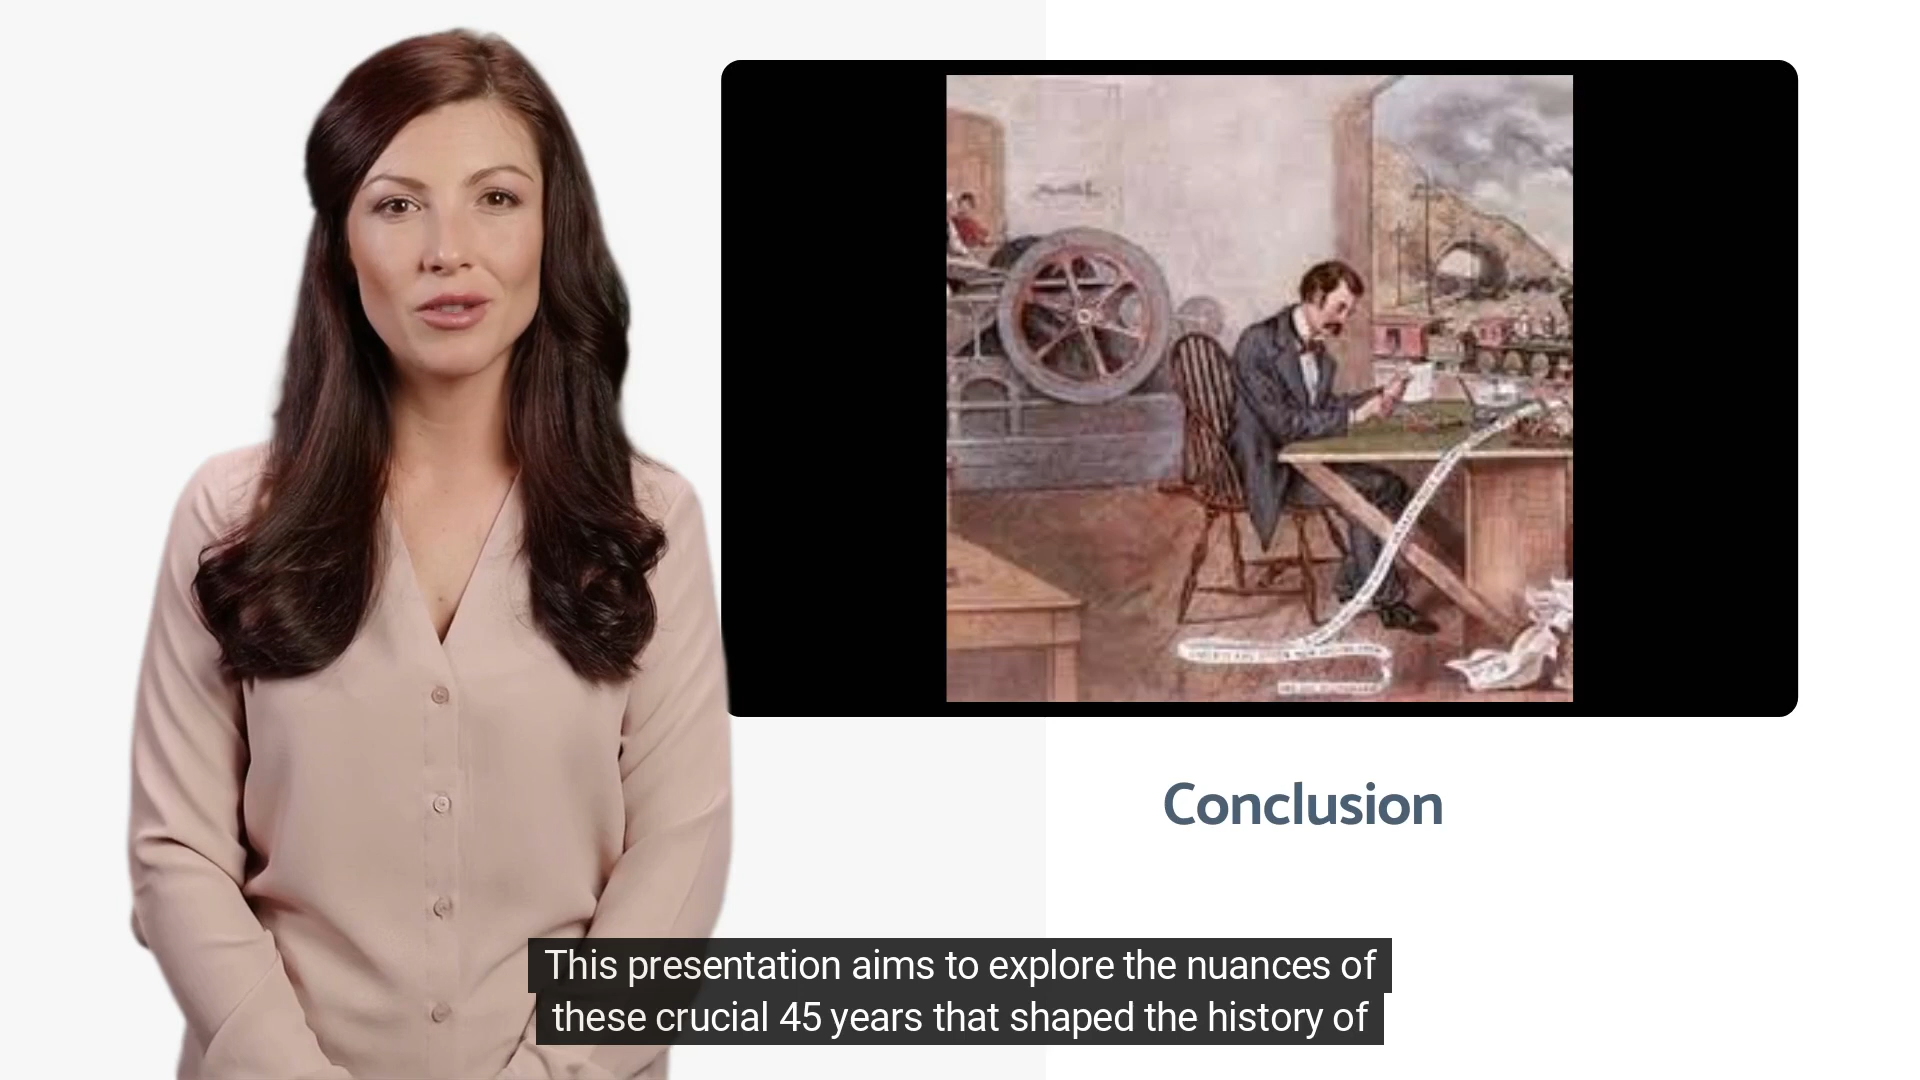 Conclusion
This presentation aims to explore the nuances of
these crucial 45 years that shaped the history of